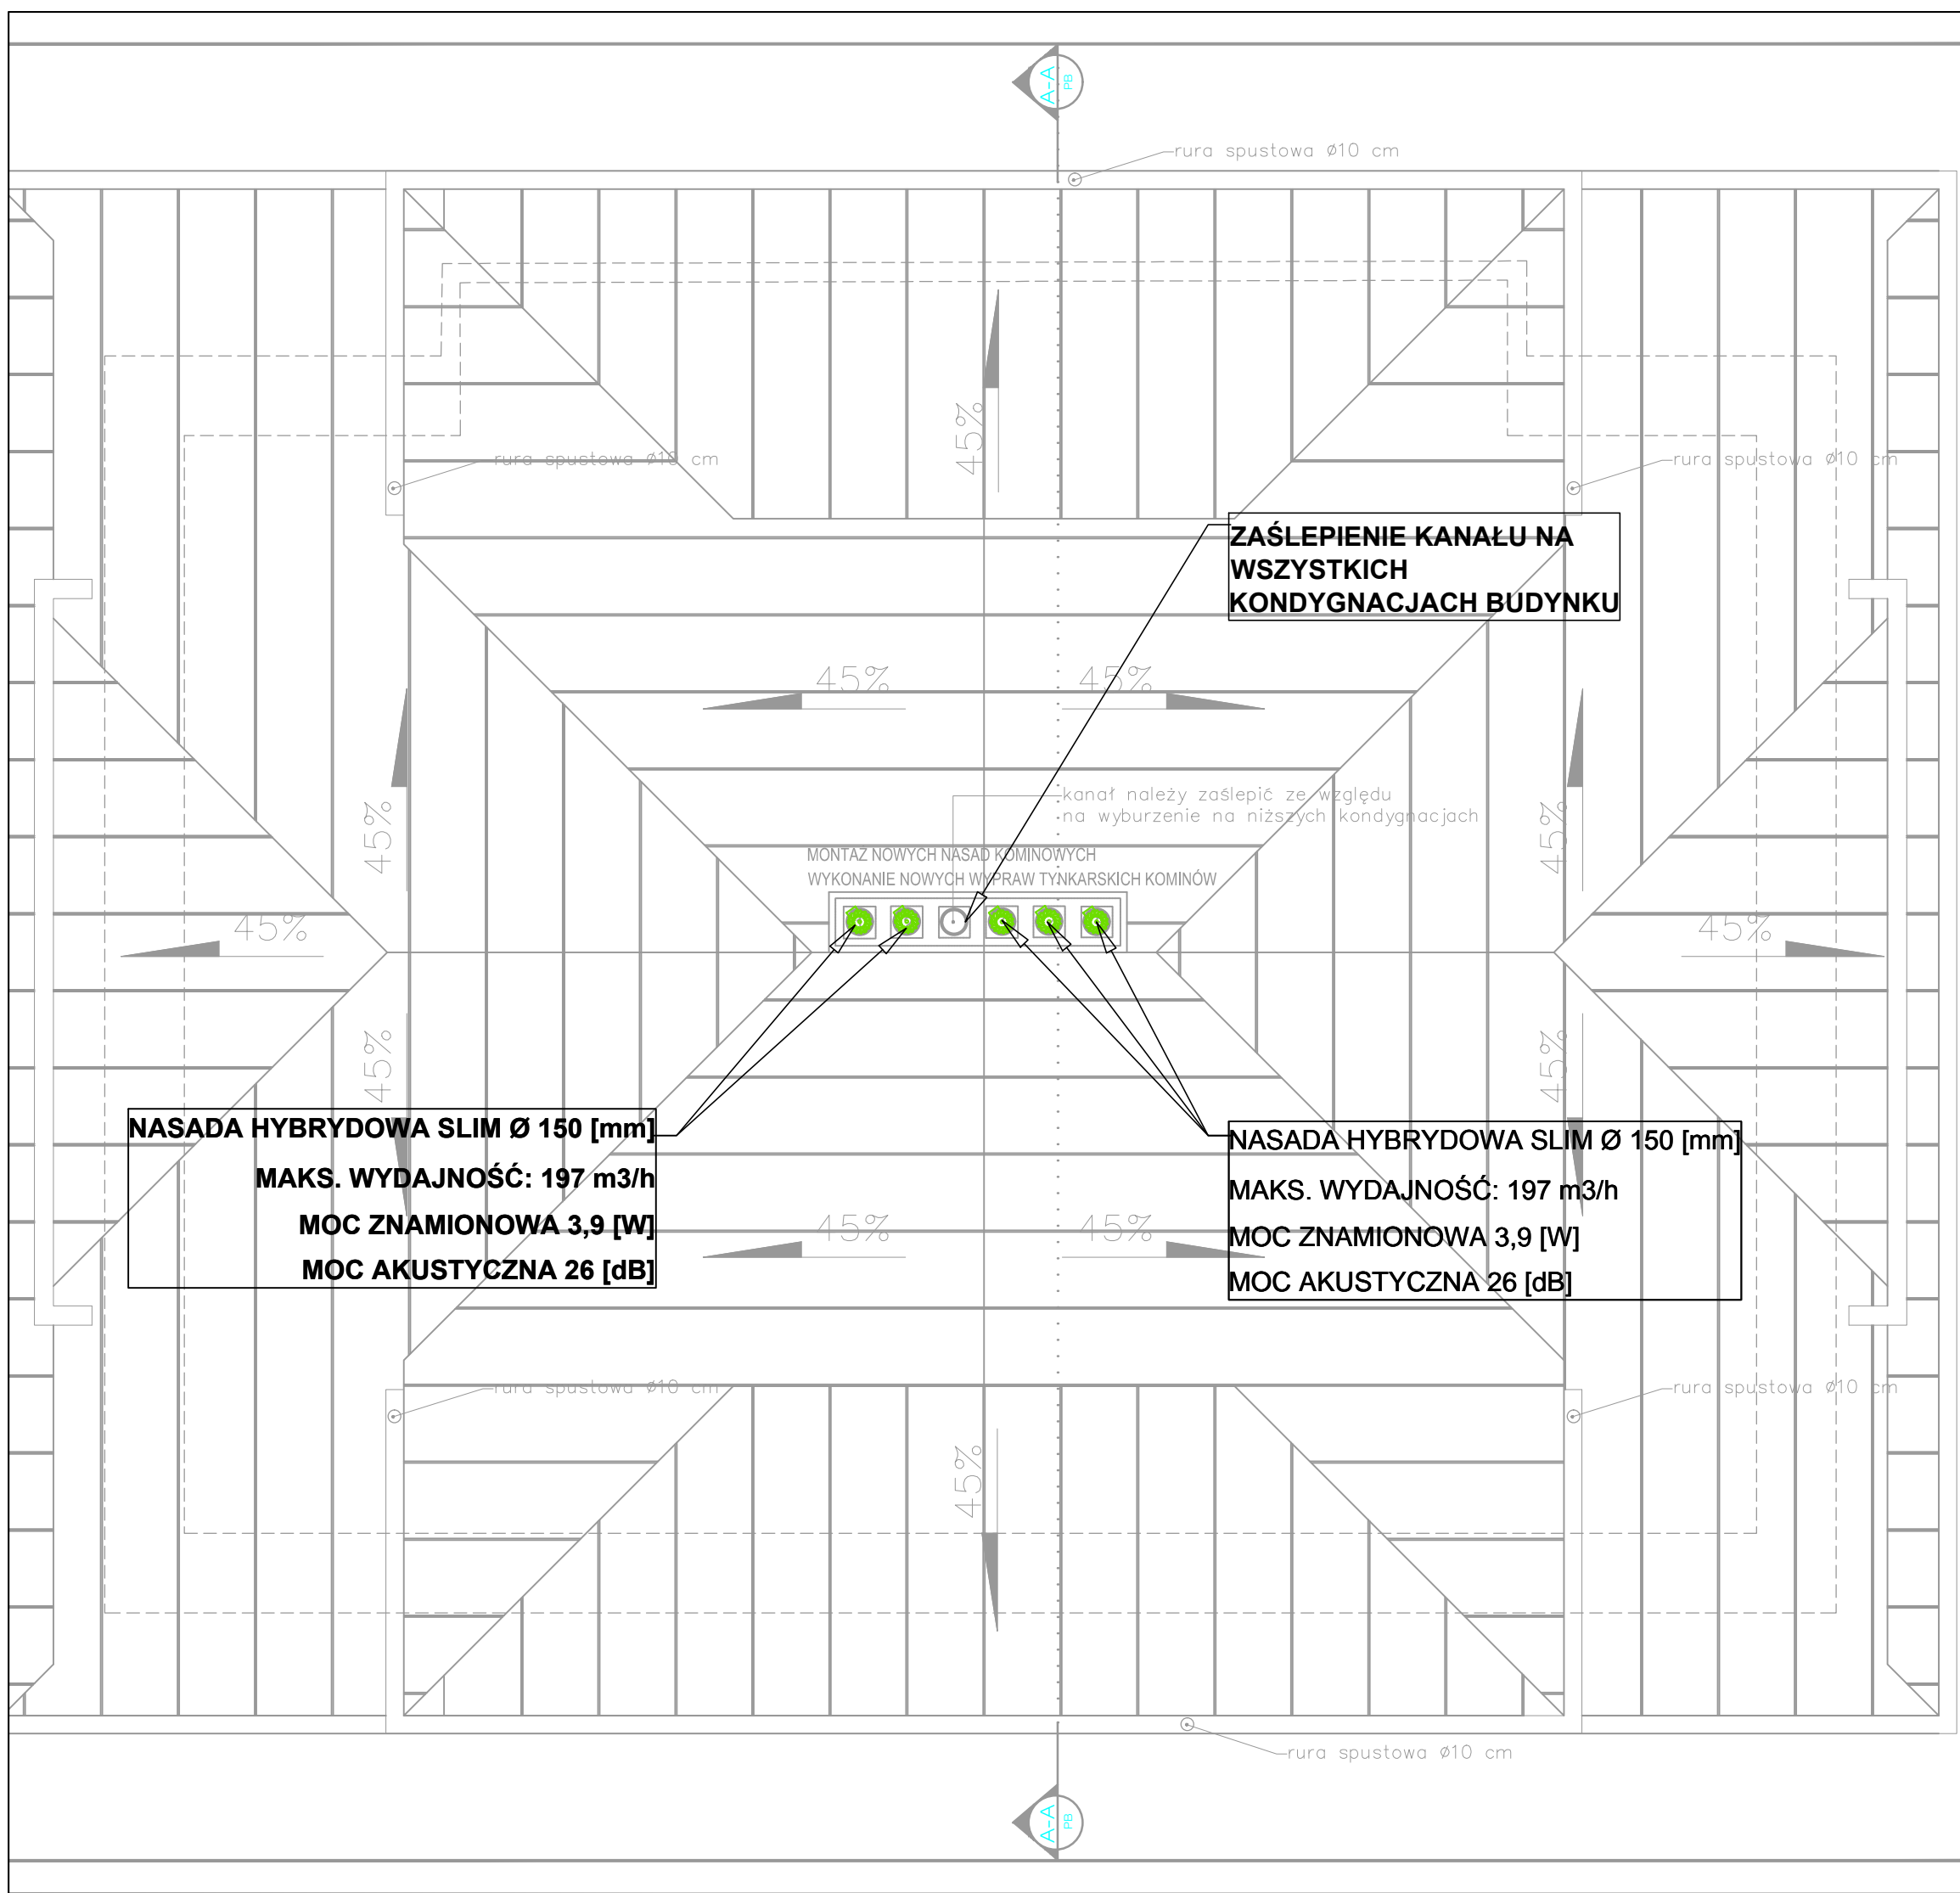 A-A
PB
rura spustowa Ø10 cm
45%
rura spustowa Ø10 cm
rura spustowa Ø10 cm
ZAŚLEPIENIE KANAŁU NA
WSZYSTKICH
KONDYGNACJACH BUDYNKU
45%
45%
kanał należy zaślepić ze względu
na wyburzenie na niższych kondygnacjach
45%
45%
MONTAZ NOWYCH NASAD KOMINOWYCH
WYKONANIE NOWYCH WYPRAW TYNKARSKICH KOMINÓW
45%
45%
45%
45%
NASADA HYBRYDOWA SLIM Ø 150 [mm]
MAKS. WYDAJNOŚĆ: 197 m3/h
MOC ZNAMIONOWA 3,9 [W]
MOC AKUSTYCZNA 26 [dB]
NASADA HYBRYDOWA SLIM Ø 150 [mm]
MAKS. WYDAJNOŚĆ: 197 m3/h
MOC ZNAMIONOWA 3,9 [W]
MOC AKUSTYCZNA 26 [dB]
45%
45%
rura spustowa Ø10 cm
rura spustowa Ø10 cm
45%
rura spustowa Ø10 cm
A-A
PB